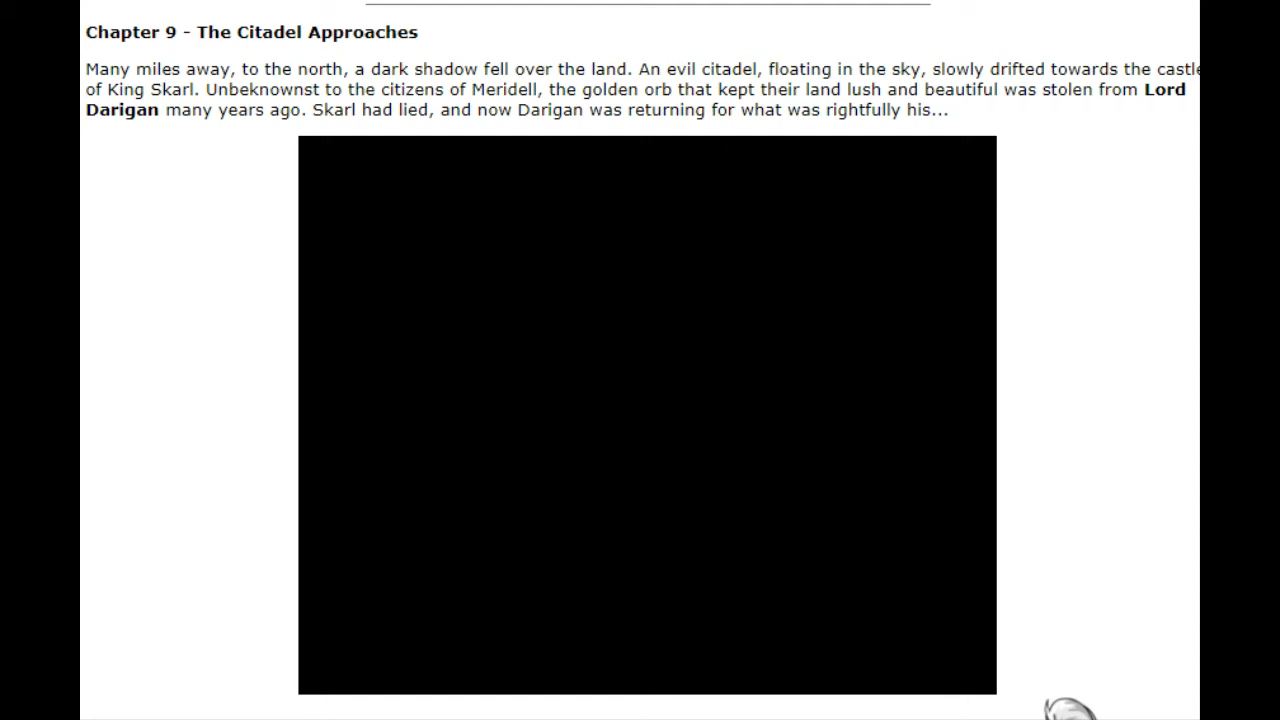 Chapter 9 - The Citadel Approaches
Many miles away, to the north, a dark shadow fell over the land. An evil citadel, floating in the sky, slowly drifted towards the castle
of King Skarl. Unbeknownst to the citizens of Meridell, the golden orb that kept their land lush and beautiful was stolen from Lord
Darigan many years ago. Skarl had lied, and now Darigan was returning for what was rightfully his...